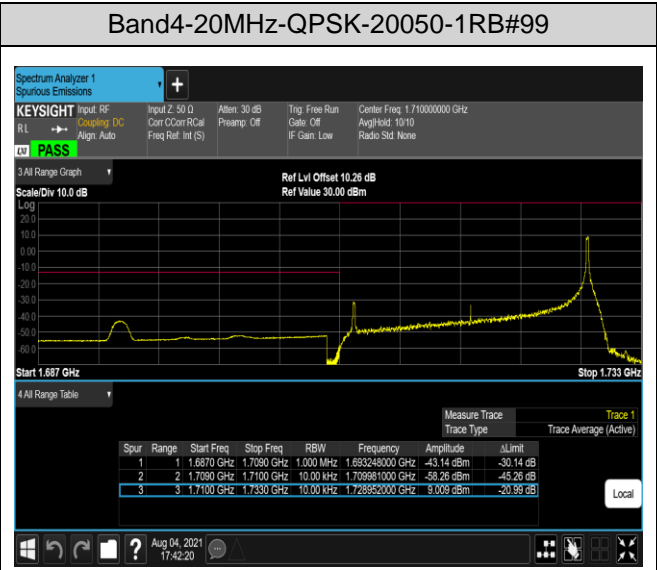 Band4-20MHz-QPSK-20050-1RB#99
Spectrum Analyzer 1
Spurious Emissions
+
KEYSIGHT Input: RF Input Z: 50 Ω Atten: 30 dB Trig: Free Run Center Freq: 1.710000000 GHz
RL Coupling: DC Corr CCorr RCal Preamp: Off Gate: Off Avg|Hold: 10/10
Align: Auto Freq Ref: Int (S) IF Gain: Low Radio Std: None
LXI PASS
3 All Range Graph
Ref Lvl Offset 10.26 dB
Scale/Div 10.0 dB Ref Value 30.00 dBm
Log
20.0
10.0
0.00
-10.0
-20.0
-30.0
-40.0
-50.0
-60.0
Start 1.687 GHz Stop 1.733 GHz
4 All Range Table
Measure Trace Trace 1
Trace Type Trace Average (Active)
Spur Range Start Freq Stop Freq RBW Frequency Amplitude ΔLimit
1 1 1.6870 GHz 1.7090 GHz 1.000 MHz 1.693248000 GHz -43.14 dBm -30.14 dB
2 2 1.7090 GHz 1.7100 GHz 10.00 kHz 1.709981000 GHz -58.26 dBm -45.26 dB
3 3 1.7100 GHz 1.7330 GHz 10.00 kHz 1.728952000 GHz 9.009 dBm -20.99 dB
Local
? Aug 04, 2021
17:42:20